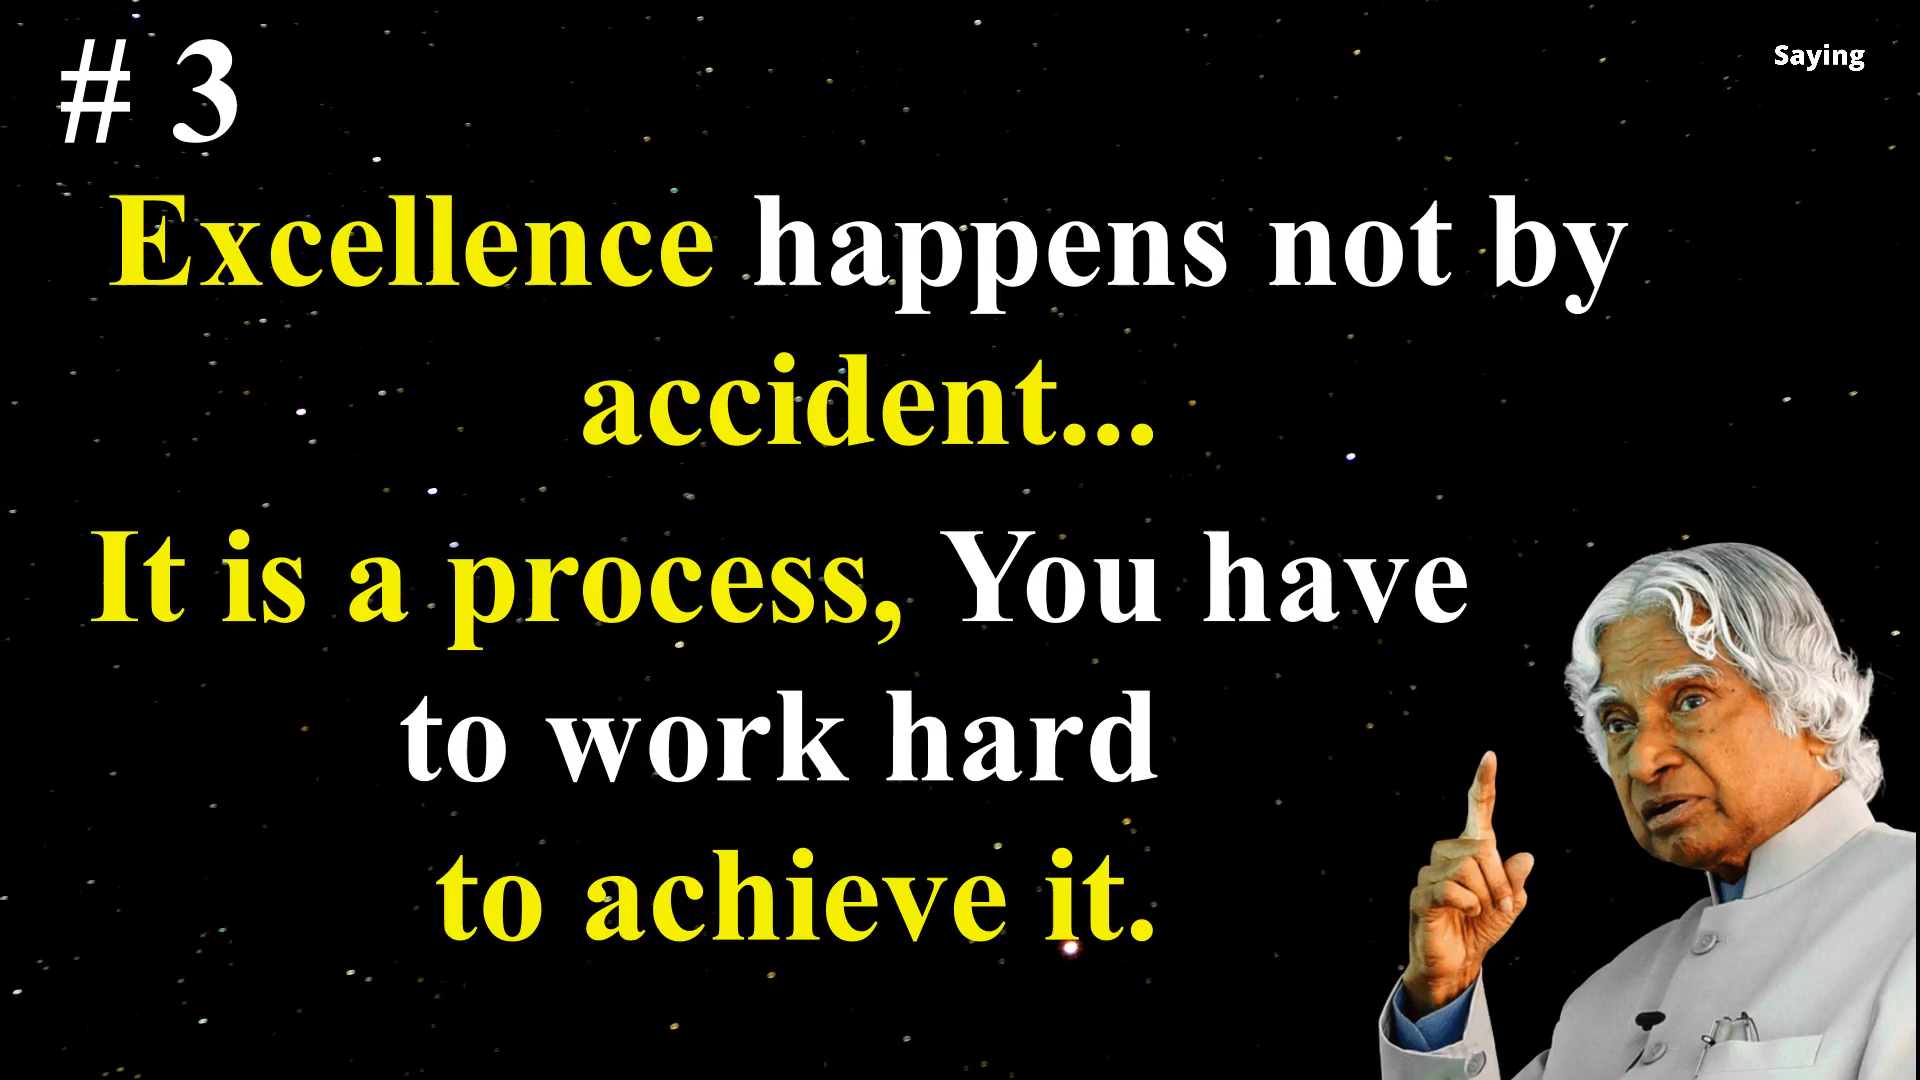 # 3
Saying
Excellence happens not by
accident...
It is a process, You have
to work hard
to achieve it.